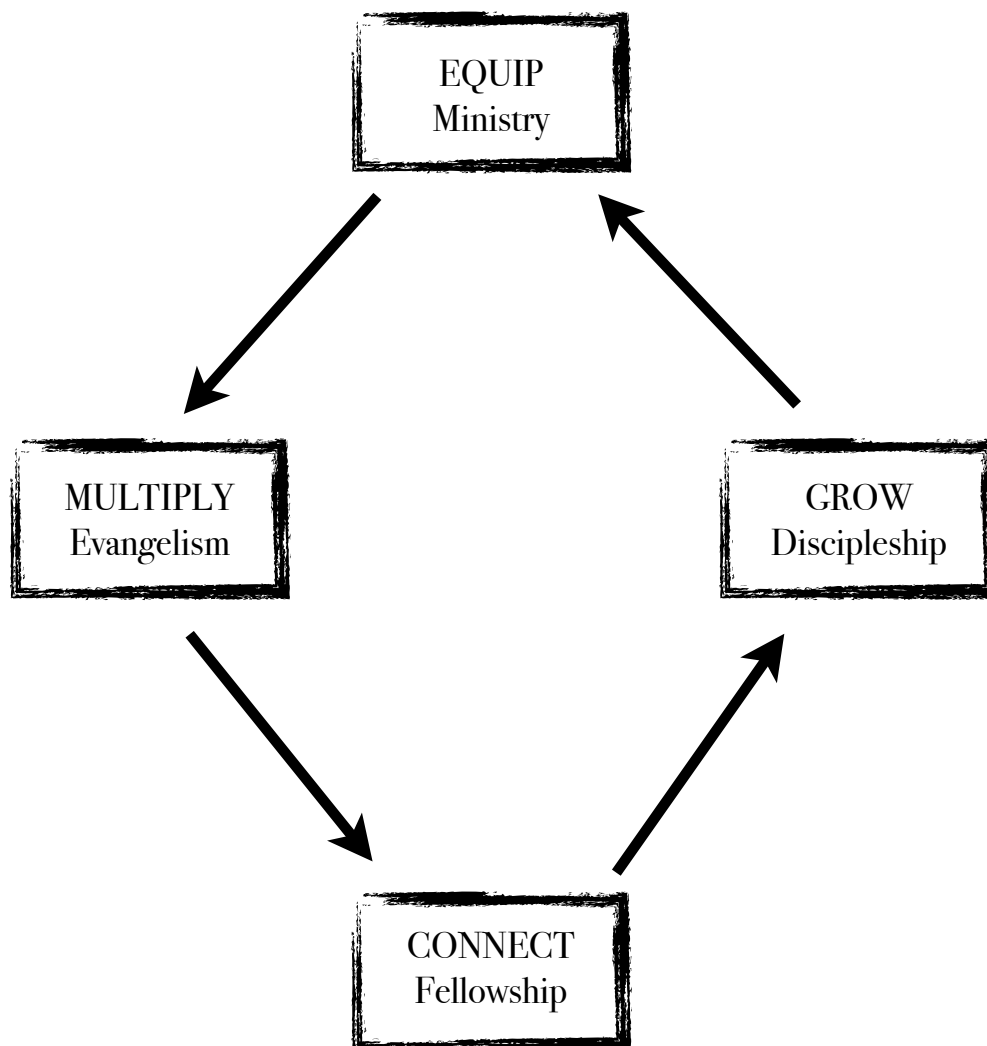 EQUIP
Ministry
MULTIPLY
Evangelism
GROW
Discipleship
CONNECT
Fellowship